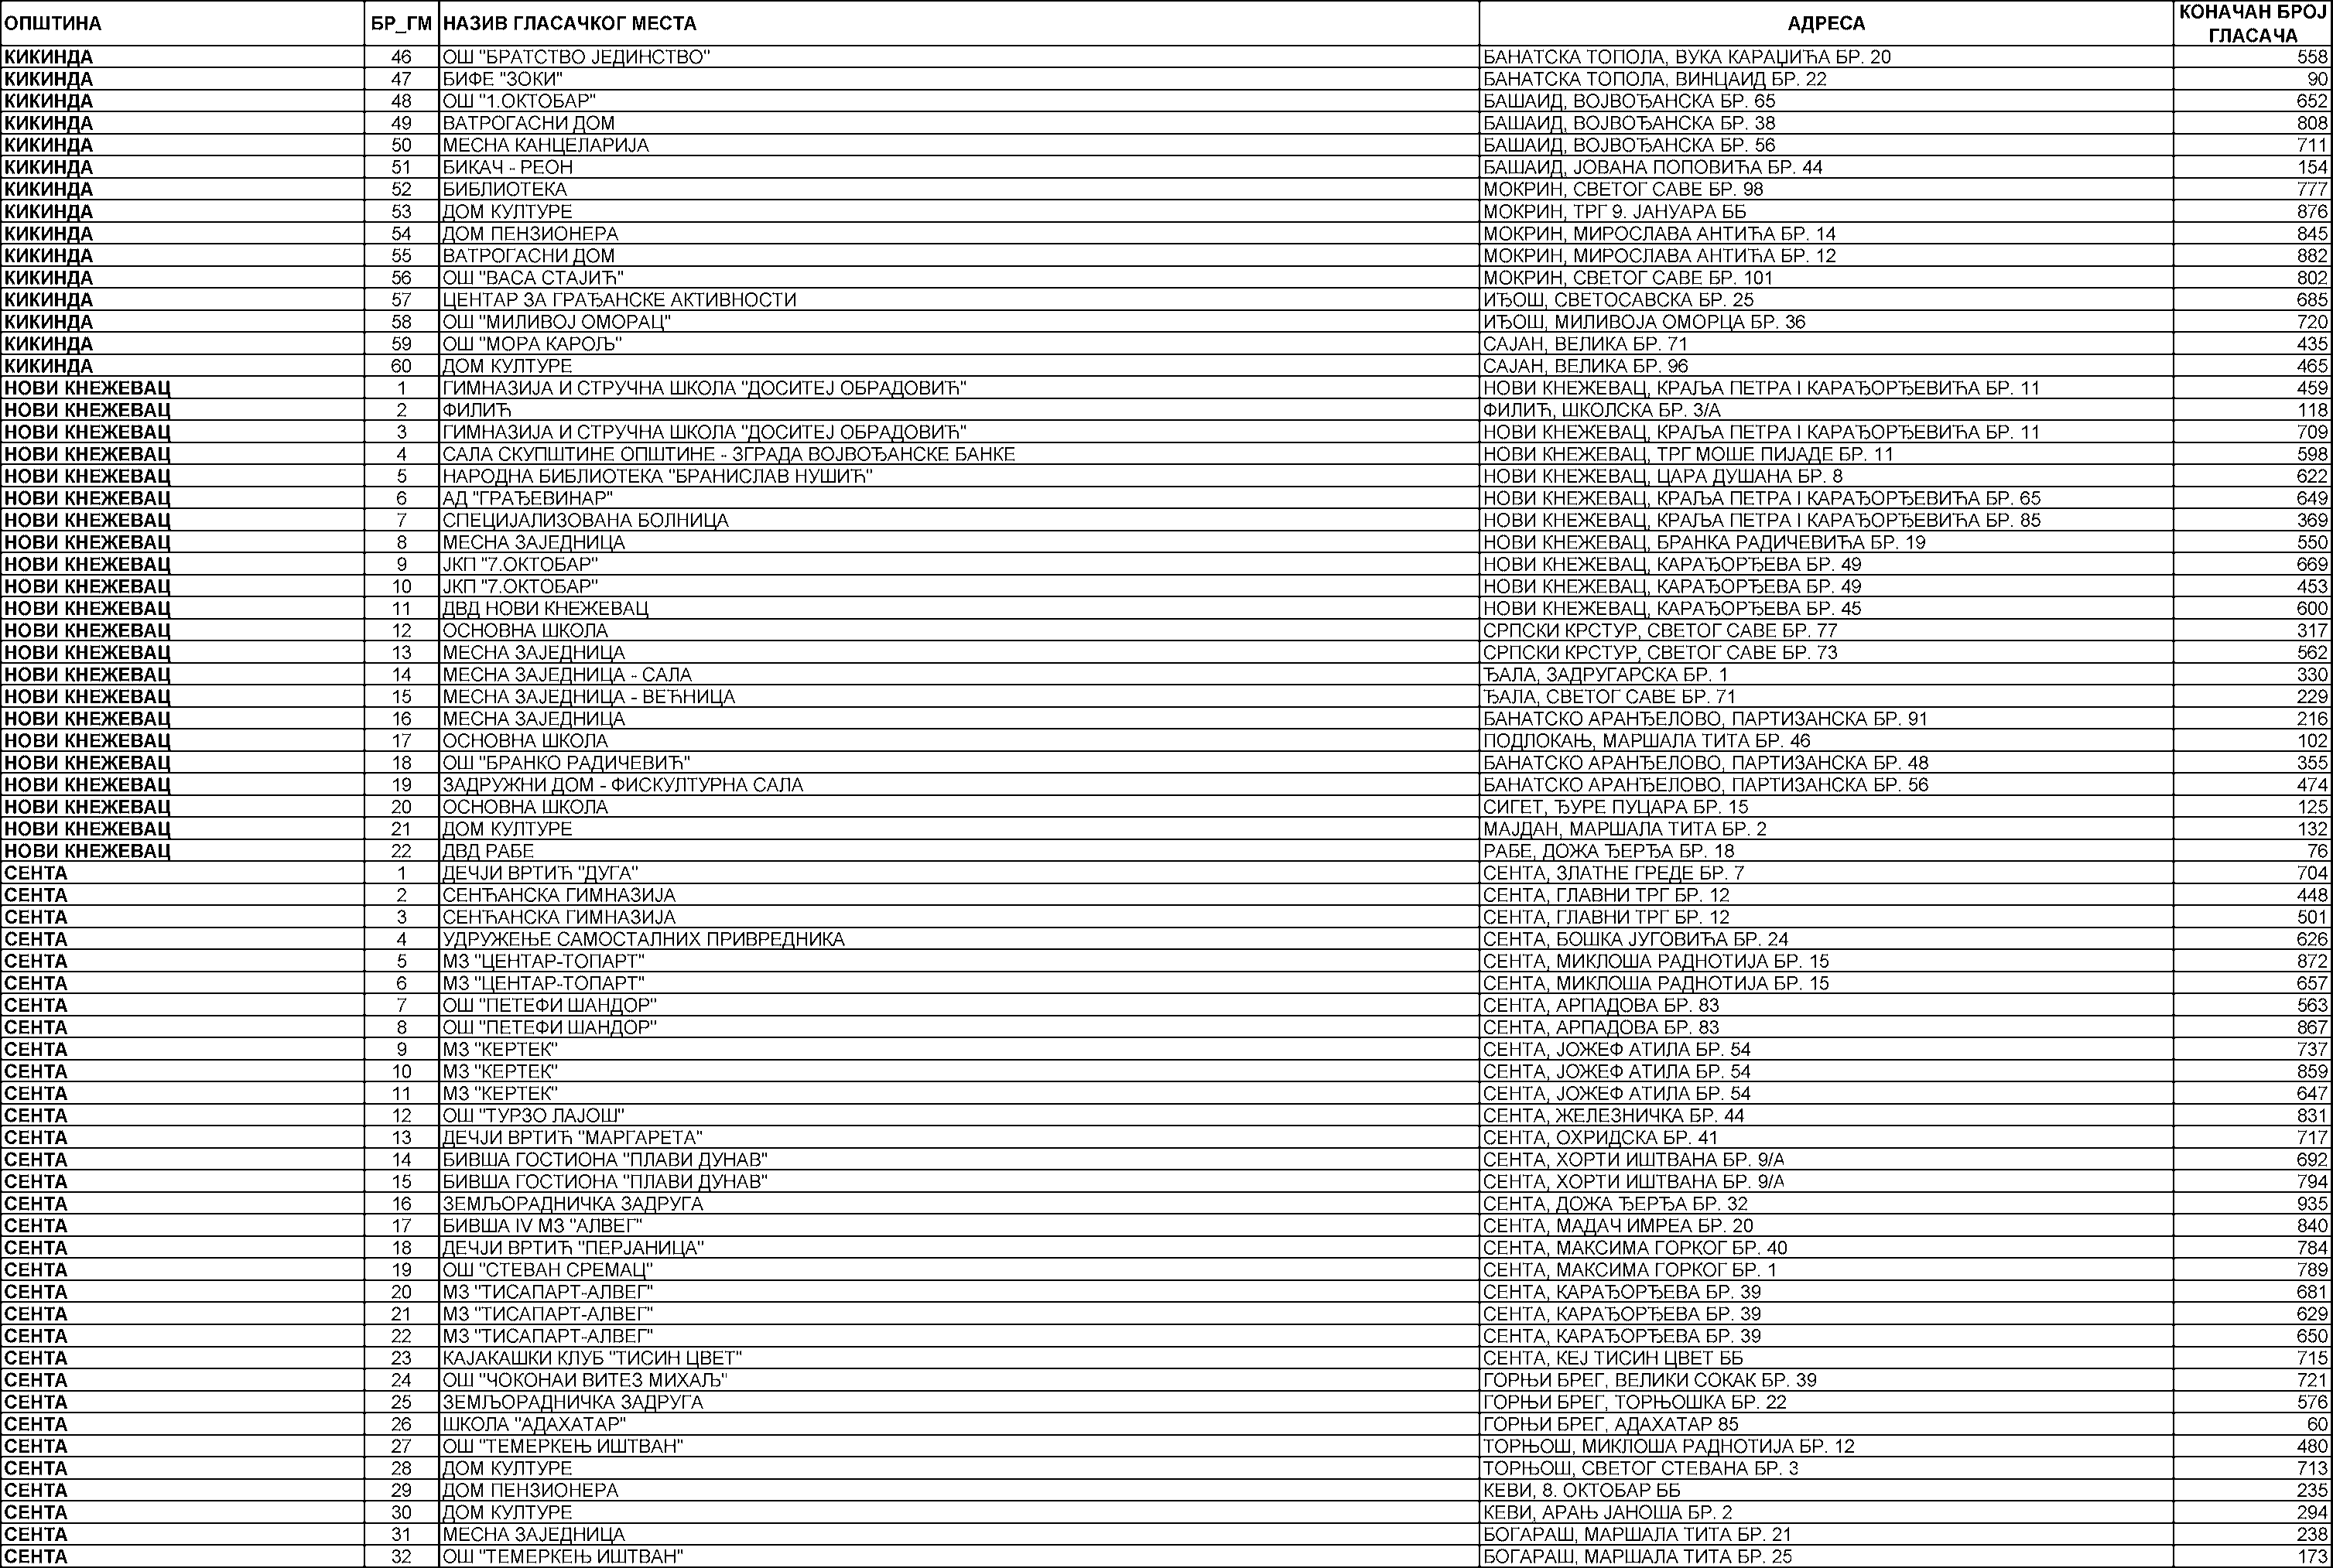 ОПШТИНА БР_ГМ НАЗИВ ГЛАСАЧКОГ МЕСТА АДРЕСА КОНАЧАН БРОЈ ГЛАСАЧА
КИКИНДА 46 ОШ "БРАТСТВО ЈЕДИНСТВО" БАНАТСКА ТОПОЛА, ВУКА КАРАЏИЋА БР. 20 558
КИКИНДА 47 БИФЕ "ЗОКИ" БАНАТСКА ТОПОЛА, ВИНЦАИД БР. 22 90
КИКИНДА 48 ОШ "1.ОКТОБАР" БАШАИД, ВОЈВОЂАНСКА БР. 65 652
КИКИНДА 49 ВАТРОГАСНИ ДОМ БАШАИД, ВОЈВОЂАНСКА БР. 38 808
КИКИНДА 50 МЕСНА КАНЦЕЛАРИЈА БАШАИД, ВОЈВОЂАНСКА БР. 56 711
КИКИНДА 51 БИКАЧ - РЕОН БАШАИД, ЈОВАНА ПОПОВИЋА БР. 44 154
КИКИНДА 52 БИБЛИОТЕКА МОКРИН, СВЕТОГ САВЕ БР. 98 777
КИКИНДА 53 ДОМ КУЛТУРЕ МОКРИН, ТРГ 9. ЈАНУАРА ББ 876
КИКИНДА 54 ДОМ ПЕНЗИОНЕРА МОКРИН, МИРОСЛАВА АНТИЋА БР. 14 845
КИКИНДА 55 ВАТРОГАСНИ ДОМ МОКРИН, МИРОСЛАВА АНТИЋА БР. 12 882
КИКИНДА 56 ОШ "ВАСА СТАЈИЋ" МОКРИН, СВЕТОГ САВЕ БР. 101 802
КИКИНДА 57 ЦЕНТАР ЗА ГРАЂАНСКЕ АКТИВНОСТИ ИЂОШ, СВЕТОСАВСКА БР. 25 685
КИКИНДА 58 ОШ "МИЛИВОЈ ОМОРАЦ" ИЂОШ, МИЛИВОЈА ОМОРЦА БР. 36 720
КИКИНДА 59 ОШ "МОРА КАРОЉ" САЈАН, ВЕЛИКА БР. 71 435
КИКИНДА 60 ДОМ КУЛТУРЕ САЈАН, ВЕЛИКА БР. 96 465
НОВИ КНЕЖЕВАЦ 1 ГИМНАЗИЈА И СТРУЧНА ШКОЛА "ДОСИТЕЈ ОБРАДОВИЋ" НОВИ КНЕЖЕВАЦ, КРАЉА ПЕТРА I КАРАЂОРЂЕВИЋА БР. 11 459
НОВИ КНЕЖЕВАЦ 2 ФИЛИЋ ФИЛИЋ, ШКОЛСКА БР. 3/А 118
НОВИ КНЕЖЕВАЦ 3 ГИМНАЗИЈА И СТРУЧНА ШКОЛА "ДОСИТЕЈ ОБРАДОВИЋ" НОВИ КНЕЖЕВАЦ, КРАЉА ПЕТРА I КАРАЂОРЂЕВИЋА БР. 11 709
НОВИ КНЕЖЕВАЦ 4 САЛА СКУПШТИНЕ ОПШТИНЕ - ЗГРАДА ВОЈВОЂАНСКЕ БАНКЕ НОВИ КНЕЖЕВАЦ, ТРГ МОШЕ ПИЈАДЕ БР. 11 598
НОВИ КНЕЖЕВАЦ 5 НАРОДНА БИБЛИОТЕКА "БРАНИСЛАВ НУШИЋ" НОВИ КНЕЖЕВАЦ, ЦАРА ДУШАНА БР. 8 622
НОВИ КНЕЖЕВАЦ 6 АД "ГРАЂЕВИНАР" НОВИ КНЕЖЕВАЦ, КРАЉА ПЕТРА I КАРАЂОРЂЕВИЋА БР. 65 649
НОВИ КНЕЖЕВАЦ 7 СПЕЦИЈАЛИЗОВАНА БОЛНИЦА НОВИ КНЕЖЕВАЦ, КРАЉА ПЕТРА I КАРАЂОРЂЕВИЋА БР. 85 369
НОВИ КНЕЖЕВАЦ 8 МЕСНА ЗАЈЕДНИЦА НОВИ КНЕЖЕВАЦ, БРАНКА РАДИЧЕВИЋА БР. 19 550
НОВИ КНЕЖЕВАЦ 9 ЈКП "7.ОКТОБАР" НОВИ КНЕЖЕВАЦ, КАРАЂОРЂЕВА БР. 49 669
НОВИ КНЕЖЕВАЦ 10 ЈКП "7.ОКТОБАР" НОВИ КНЕЖЕВАЦ, КАРАЂОРЂЕВА БР. 49 453
НОВИ КНЕЖЕВАЦ 11 ДВД НОВИ КНЕЖЕВАЦ НОВИ КНЕЖЕВАЦ, КАРАЂОРЂЕВА БР. 45 600
НОВИ КНЕЖЕВАЦ 12 ОСНОВНА ШКОЛА СРПСКИ КРСТУР, СВЕТОГ САВЕ БР. 77 317
НОВИ КНЕЖЕВАЦ 13 МЕСНА ЗАЈЕДНИЦА СРПСКИ КРСТУР, СВЕТОГ САВЕ БР. 73 562
НОВИ КНЕЖЕВАЦ 14 МЕСНА ЗАЈЕДНИЦА - САЛА ЂАЛА, ЗАДРУГАРСКА БР. 1 330
НОВИ КНЕЖЕВАЦ 15 МЕСНА ЗАЈЕДНИЦА - ВЕЋНИЦА ЂАЛА, СВЕТОГ САВЕ БР. 71 229
НОВИ КНЕЖЕВАЦ 16 МЕСНА ЗАЈЕДНИЦА БАНАТСКО АРАНЂЕЛОВО, ПАРТИЗАНСКА БР. 91 216
НОВИ КНЕЖЕВАЦ 17 ОСНОВНА ШКОЛА ПОДЛОКАЊ, МАРШАЛА ТИТА БР. 46 102
НОВИ КНЕЖЕВАЦ 18 ОШ "БРАНКО РАДИЧЕВИЋ" БАНАТСКО АРАНЂЕЛОВО, ПАРТИЗАНСКА БР. 48 355
НОВИ КНЕЖЕВАЦ 19 ЗАДРУЖНИ ДОМ - ФИСКУЛТУРНА САЛА БАНАТСКО АРАНЂЕЛОВО, ПАРТИЗАНСКА БР. 56 474
НОВИ КНЕЖЕВАЦ 20 ОСНОВНА ШКОЛА СИГЕТ, ЂУРЕ ПУЦАРА БР. 15 125
НОВИ КНЕЖЕВАЦ 21 ДОМ КУЛТУРЕ МАЈДАН, МАРШАЛА ТИТА БР. 2 132
НОВИ КНЕЖЕВАЦ 22 ДВД РАБЕ РАБЕ, ДОЖА ЂЕРЂА БР. 18 76
СЕНТА 1 ДЕЧЈИ ВРТИЋ "ДУГА" СЕНТА, ЗЛАТНЕ ГРЕДЕ БР. 7 704
СЕНТА 2 СЕНЋАНСКА ГИМНАЗИЈА СЕНТА, ГЛАВНИ ТРГ БР. 12 448
СЕНТА 3 СЕНЋАНСКА ГИМНАЗИЈА СЕНТА, ГЛАВНИ ТРГ БР. 12 501
СЕНТА 4 УДРУЖЕЊЕ САМОСТАЛНИХ ПРИВРЕДНИКА СЕНТА, БОШКА ЈУГОВИЋА БР. 24 626
СЕНТА 5 МЗ "ЦЕНТАР-ТОПАРТ" СЕНТА, МИКЛОША РАДНОТИЈА БР. 15 872
СЕНТА 6 МЗ "ЦЕНТАР-ТОПАРТ" СЕНТА, МИКЛОША РАДНОТИЈА БР. 15 657
СЕНТА 7 ОШ "ПЕТЕФИ ШАНДОР" СЕНТА, АРПАДОВА БР. 83 563
СЕНТА 8 ОШ "ПЕТЕФИ ШАНДОР" СЕНТА, АРПАДОВА БР. 83 867
СЕНТА 9 МЗ "КЕРТЕК" СЕНТА, ЈОЖЕФ АТИЛА БР. 54 737
СЕНТА 10 МЗ "КЕРТЕК" СЕНТА, ЈОЖЕФ АТИЛА БР. 54 859
СЕНТА 11 МЗ "КЕРТЕК" СЕНТА, ЈОЖЕФ АТИЛА БР. 54 647
СЕНТА 12 ОШ "ТУРЗО ЛАЈОШ" СЕНТА, ЖЕЛЕЗНИЧКА БР. 44 831
СЕНТА 13 ДЕЧЈИ ВРТИЋ "МАРГАРЕТА" СЕНТА, ОХРИДСКА БР. 41 717
СЕНТА 14 БИВША ГОСТИОНА "ПЛАВИ ДУНАВ" СЕНТА, ХОРТИ ИШТВАНА БР. 9/А 692
СЕНТА 15 БИВША ГОСТИОНА "ПЛАВИ ДУНАВ" СЕНТА, ХОРТИ ИШТВАНА БР. 9/А 794
СЕНТА 16 ЗЕМЉОРАДНИЧКА ЗАДРУГА СЕНТА, ДОЖА ЂЕРЂА БР. 32 935
СЕНТА 17 БИВША IV МЗ "АЛВЕГ" СЕНТА, МАДАЧ ИМРЕА БР. 20 840
СЕНТА 18 ДЕЧЈИ ВРТИЋ "ПЕРЈАНИЦА" СЕНТА, МАКСИМА ГОРКОГ БР. 40 784
СЕНТА 19 ОШ "СТЕВАН СРЕМАЦ" СЕНТА, МАКСИМА ГОРКОГ БР. 1 789
СЕНТА 20 МЗ "ТИСАПАРТ-АЛВЕГ" СЕНТА, КАРАЂОРЂЕВА БР. 39 681
СЕНТА 21 МЗ "ТИСАПАРТ-АЛВЕГ" СЕНТА, КАРАЂОРЂЕВА БР. 39 629
СЕНТА 22 МЗ "ТИСАПАРТ-АЛВЕГ" СЕНТА, КАРАЂОРЂЕВА БР. 39 650
СЕНТА 23 КАЈАКАШКИ КЛУБ "ТИСИН ЦВЕТ" СЕНТА, КЕЈ ТИСИН ЦВЕТ ББ 715
СЕНТА 24 ОШ "ЧОКОНАИ ВИТЕЗ МИХАЉ" ГОРЊИ БРЕГ, ВЕЛИКИ СОКАК БР. 39 721
СЕНТА 25 ЗЕМЉОРАДНИЧКА ЗАДРУГА ГОРЊИ БРЕГ, ТОРЊОШКА БР. 22 576
СЕНТА 26 ШКОЛА "АДАХАТАР" ГОРЊИ БРЕГ, АДАХАТАР 85 60
СЕНТА 27 ОШ "ТЕМЕРКЕЊ ИШТВАН" ТОРЊОШ, МИКЛОША РАДНОТИЈА БР. 12 480
СЕНТА 28 ДОМ КУЛТУРЕ ТОРЊОШ, СВЕТОГ СТЕВАНА БР. 3 713
СЕНТА 29 ДОМ ПЕНЗИОНЕРА КЕВИ, 8. ОКТОБАР ББ 235
СЕНТА 30 ДОМ КУЛТУРЕ КЕВИ, АРАЊ ЈАНОША БР. 2 294
СЕНТА 31 МЕСНА ЗАЈЕДНИЦА БОГАРАШ, МАРШАЛА ТИТА БР. 21 238
СЕНТА 32 ОШ "ТЕМЕРКЕЊ ИШТВАН" БОГАРАШ, МАРШАЛА ТИТА БР. 25 173